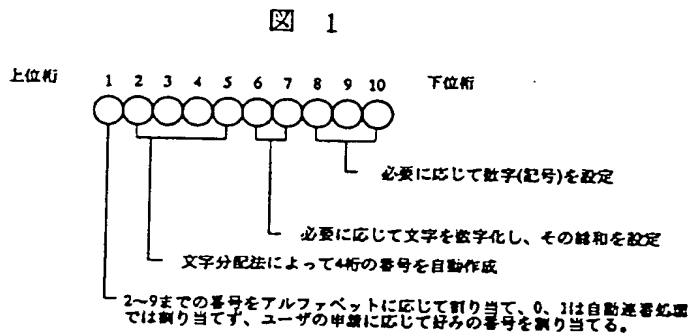 図 1
上位桁 1 2 3 4 5 6 7 8 9 10 下位桁
必要に応じて数字(記号)を設定
必要に応じて文字を数字化し、その総和を設定
文字分配法によって4桁の番号を自動作成
2~9までの番号をアルファベットに応じて割り当て、0、1は自動連番処理
では割り当てず、ユーザの申請に応じて好みの番号を割り当てる。